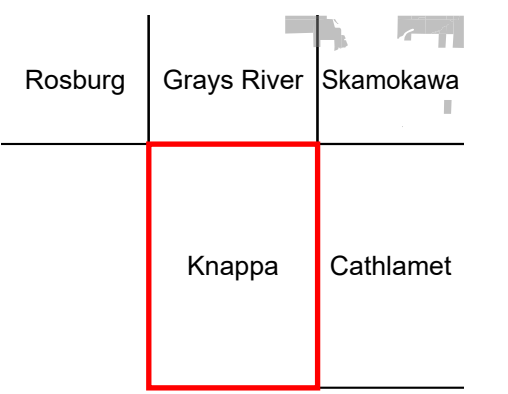 Rosburg
Grays River
Skamokawa
Knappa
Cathlamet